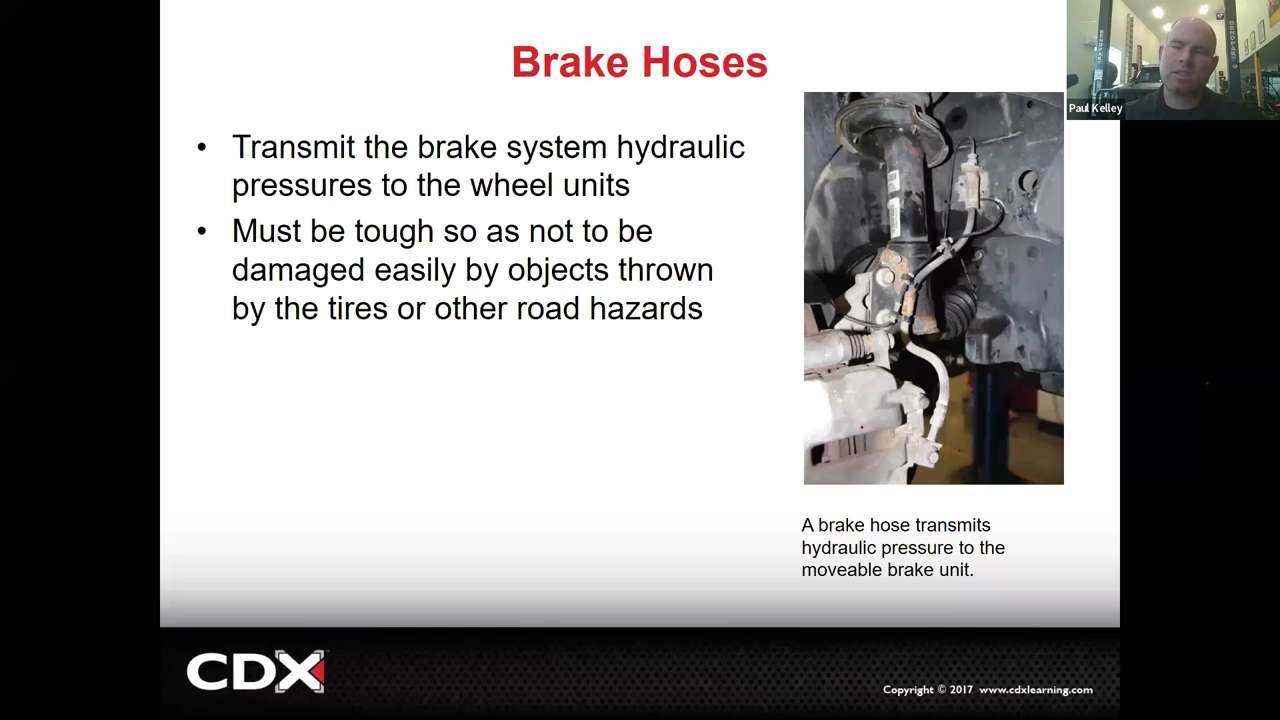 Brake Hoses
• Transmit the brake system hydraulic
pressures to the wheel units
• Must be tough so as not to be
damaged easily by objects thrown
by the tires or other road hazards
Paul Kelley
A brake hose transmits
hydraulic pressure to the
moveable brake unit.
CDX
Copyright © 2017 www.cdxlearning.com